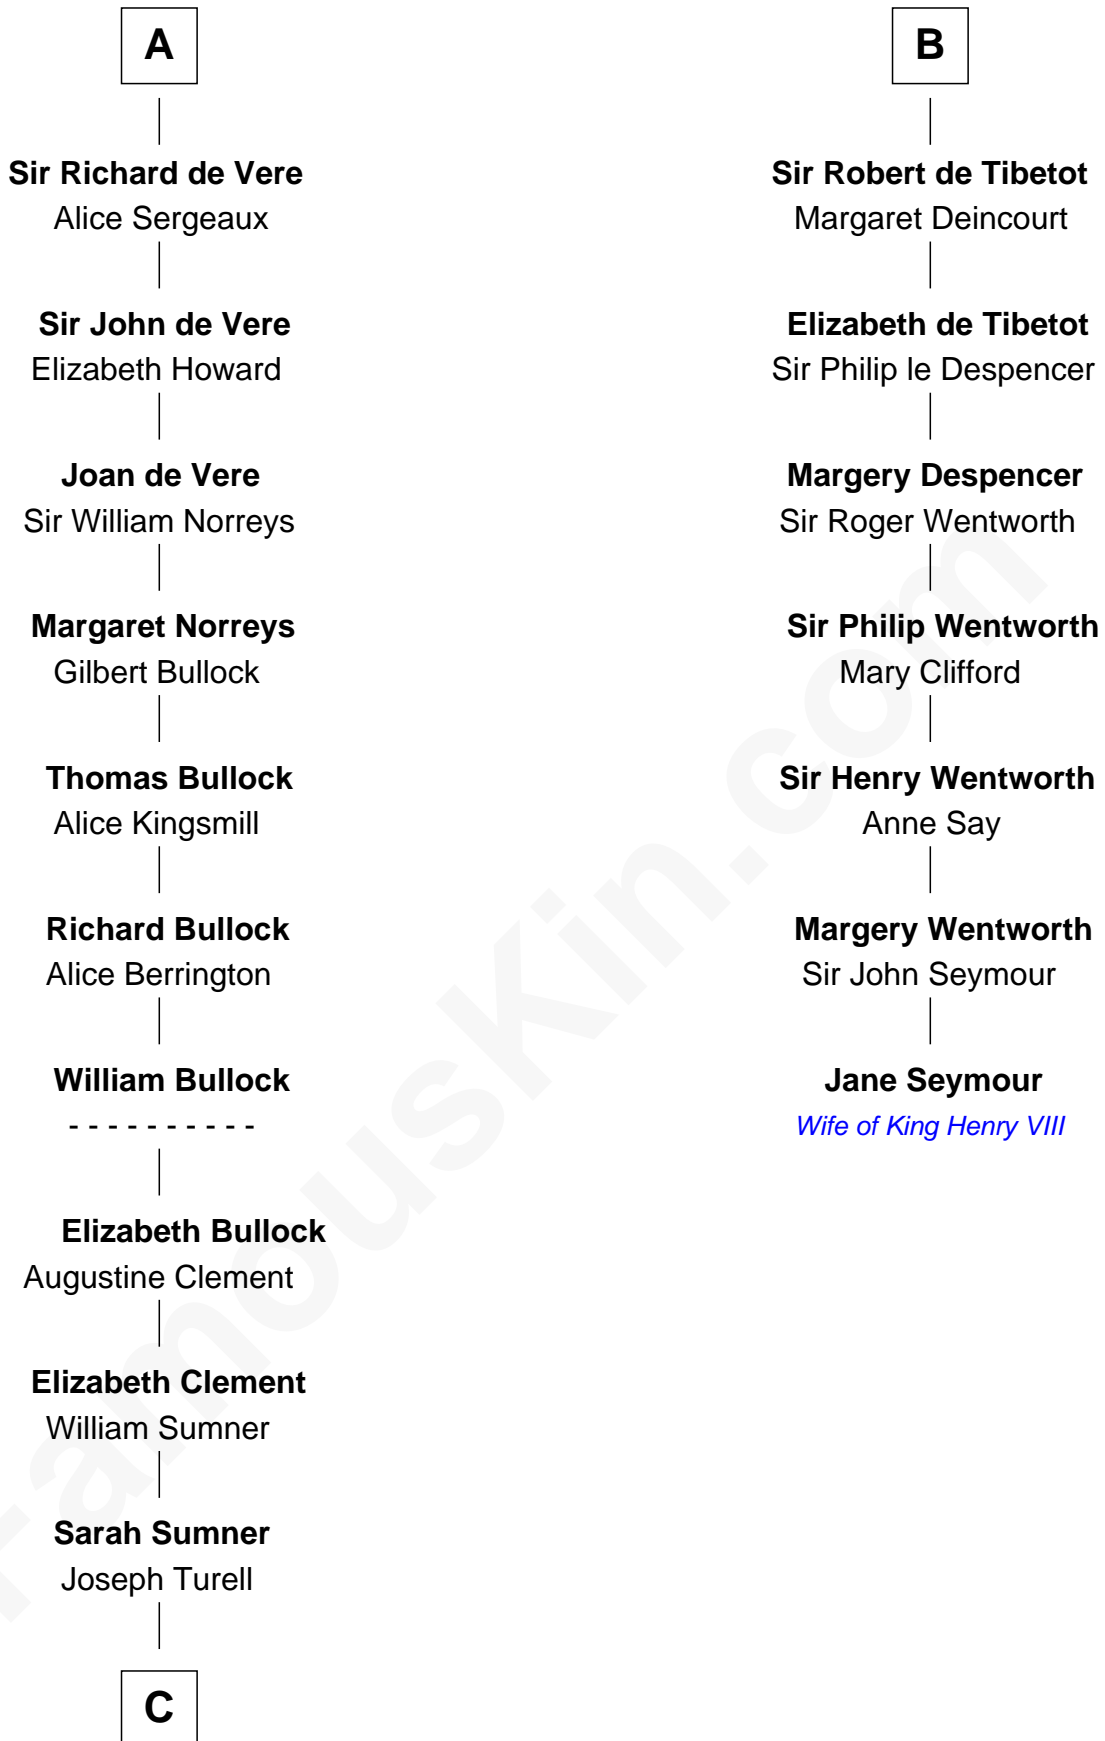 A
Sir Richard de Vere
Alice Sergeaux
Sir John de Vere
Elizabeth Howard
Joan de Vere
Sir William Norreys
Margaret Norreys
Gilbert Bullock
Thomas Bullock
Alice Kingsmill
Richard Bullock
Alice Berrington
William Bullock
- - - - - - - - - -
Elizabeth Bullock
Augustine Clement
Elizabeth Clement
William Sumner
Sarah Sumner
Joseph Turell
C
B
Sir Robert de Tibetot
Margaret Deincourt
Elizabeth de Tibetot
Sir Philip le Despencer
Margery Despencer
Sir Roger Wentworth
Sir Philip Wentworth
Mary Clifford
Sir Henry Wentworth
Anne Say
Margery Wentworth
Sir John Seymour
Jane Seymour
Wife of King Henry VIII
FamousKin.com